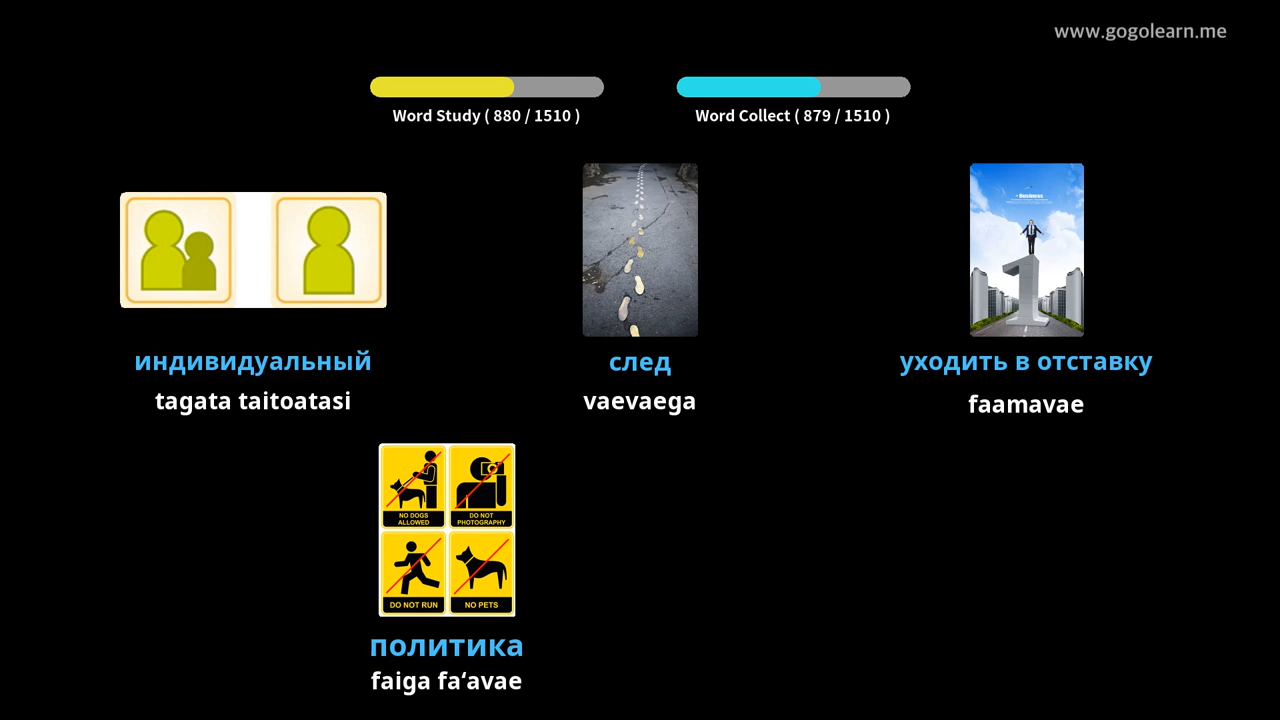 www.gogolearn.me
Word Study ( 880 / 1510 )
Word Collect ( 879 / 1510 )
Business
индивидуальный
tagata taitoatasi
след
vaevaega
уходить в отставку
faamavae
NO DOGS
ALLOWED
DO NOT
PHOTOGRAPHY
DO NOT RUN
NO PETS
политика
faiga fa‘avae